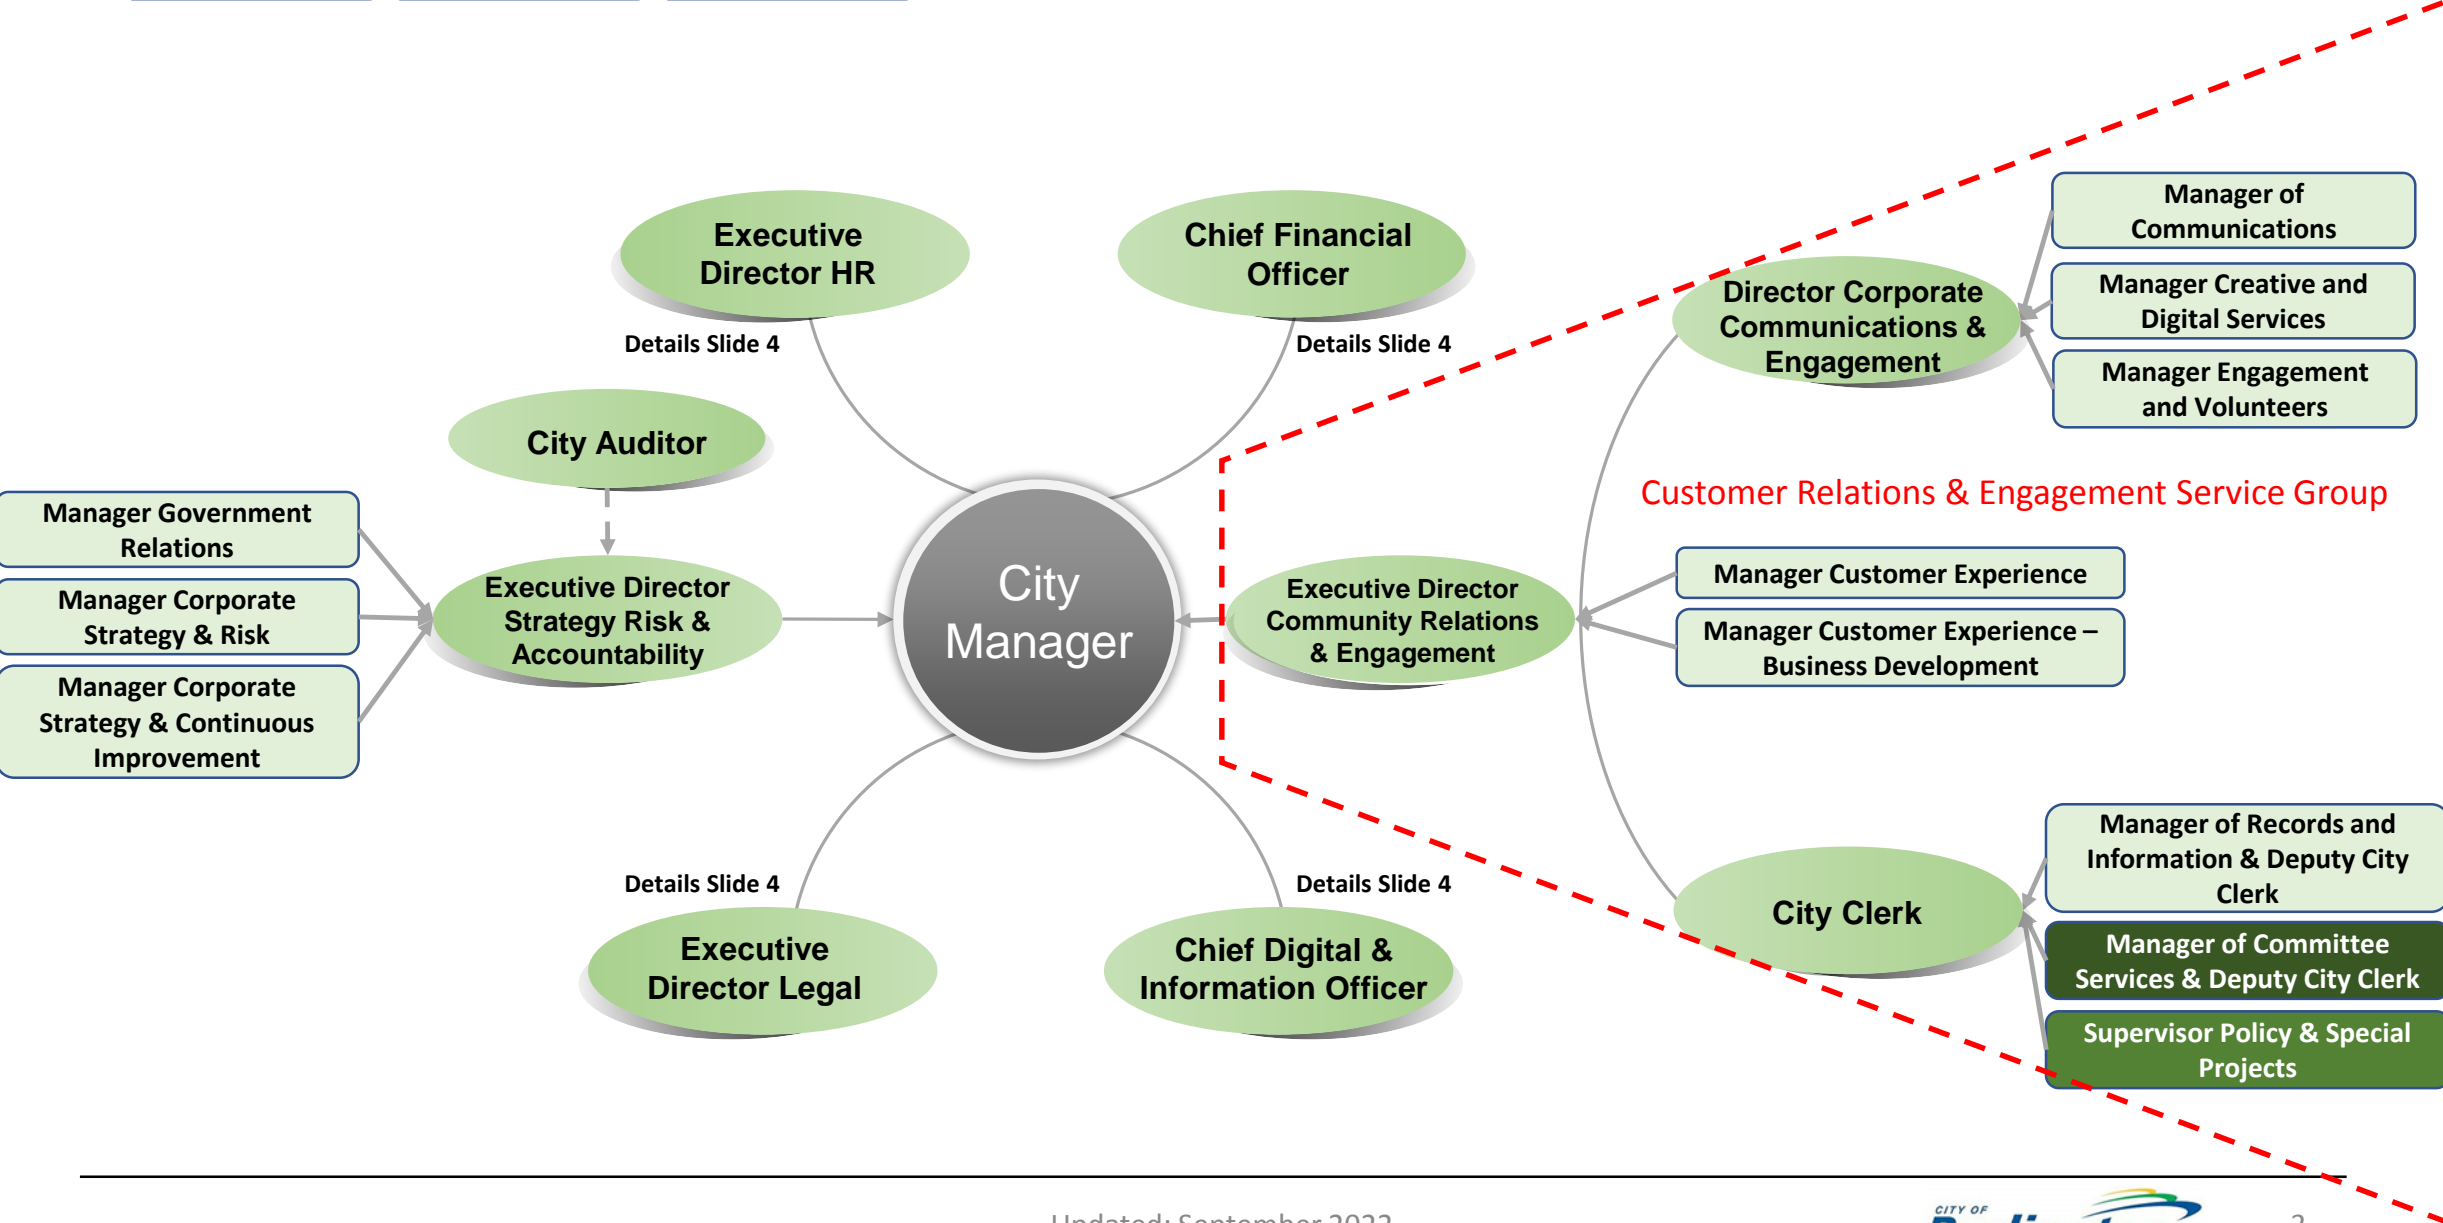 Executive
Director HR
Details Slide 4
Chief Financial
Officer
Details Slide 4
City Auditor
Manager Government
Relations
Manager Corporate
Strategy & Risk
Manager Corporate
Strategy & Continuous
Improvement
Executive Director
Strategy Risk &
Accountability
City
Manager
Executive Director
Community Relations
& Engagement
Director Corporate
Communications &
Engagement
Manager of
Communications
Manager Creative and
Digital Services
Manager Engagement
and Volunteers
Customer Relations & Engagement Service Group
Manager Customer Experience
Manager Customer Experience –
Business Development
City Clerk
Manager of Records and
Information & Deputy City
Clerk
Manager of Committee
Services & Deputy City Clerk
Supervisor Policy & Special
Projects
Details Slide 4
Executive
Director Legal
Details Slide 4
Chief Digital &
Information Officer
Updated: September 2022
CITY OF